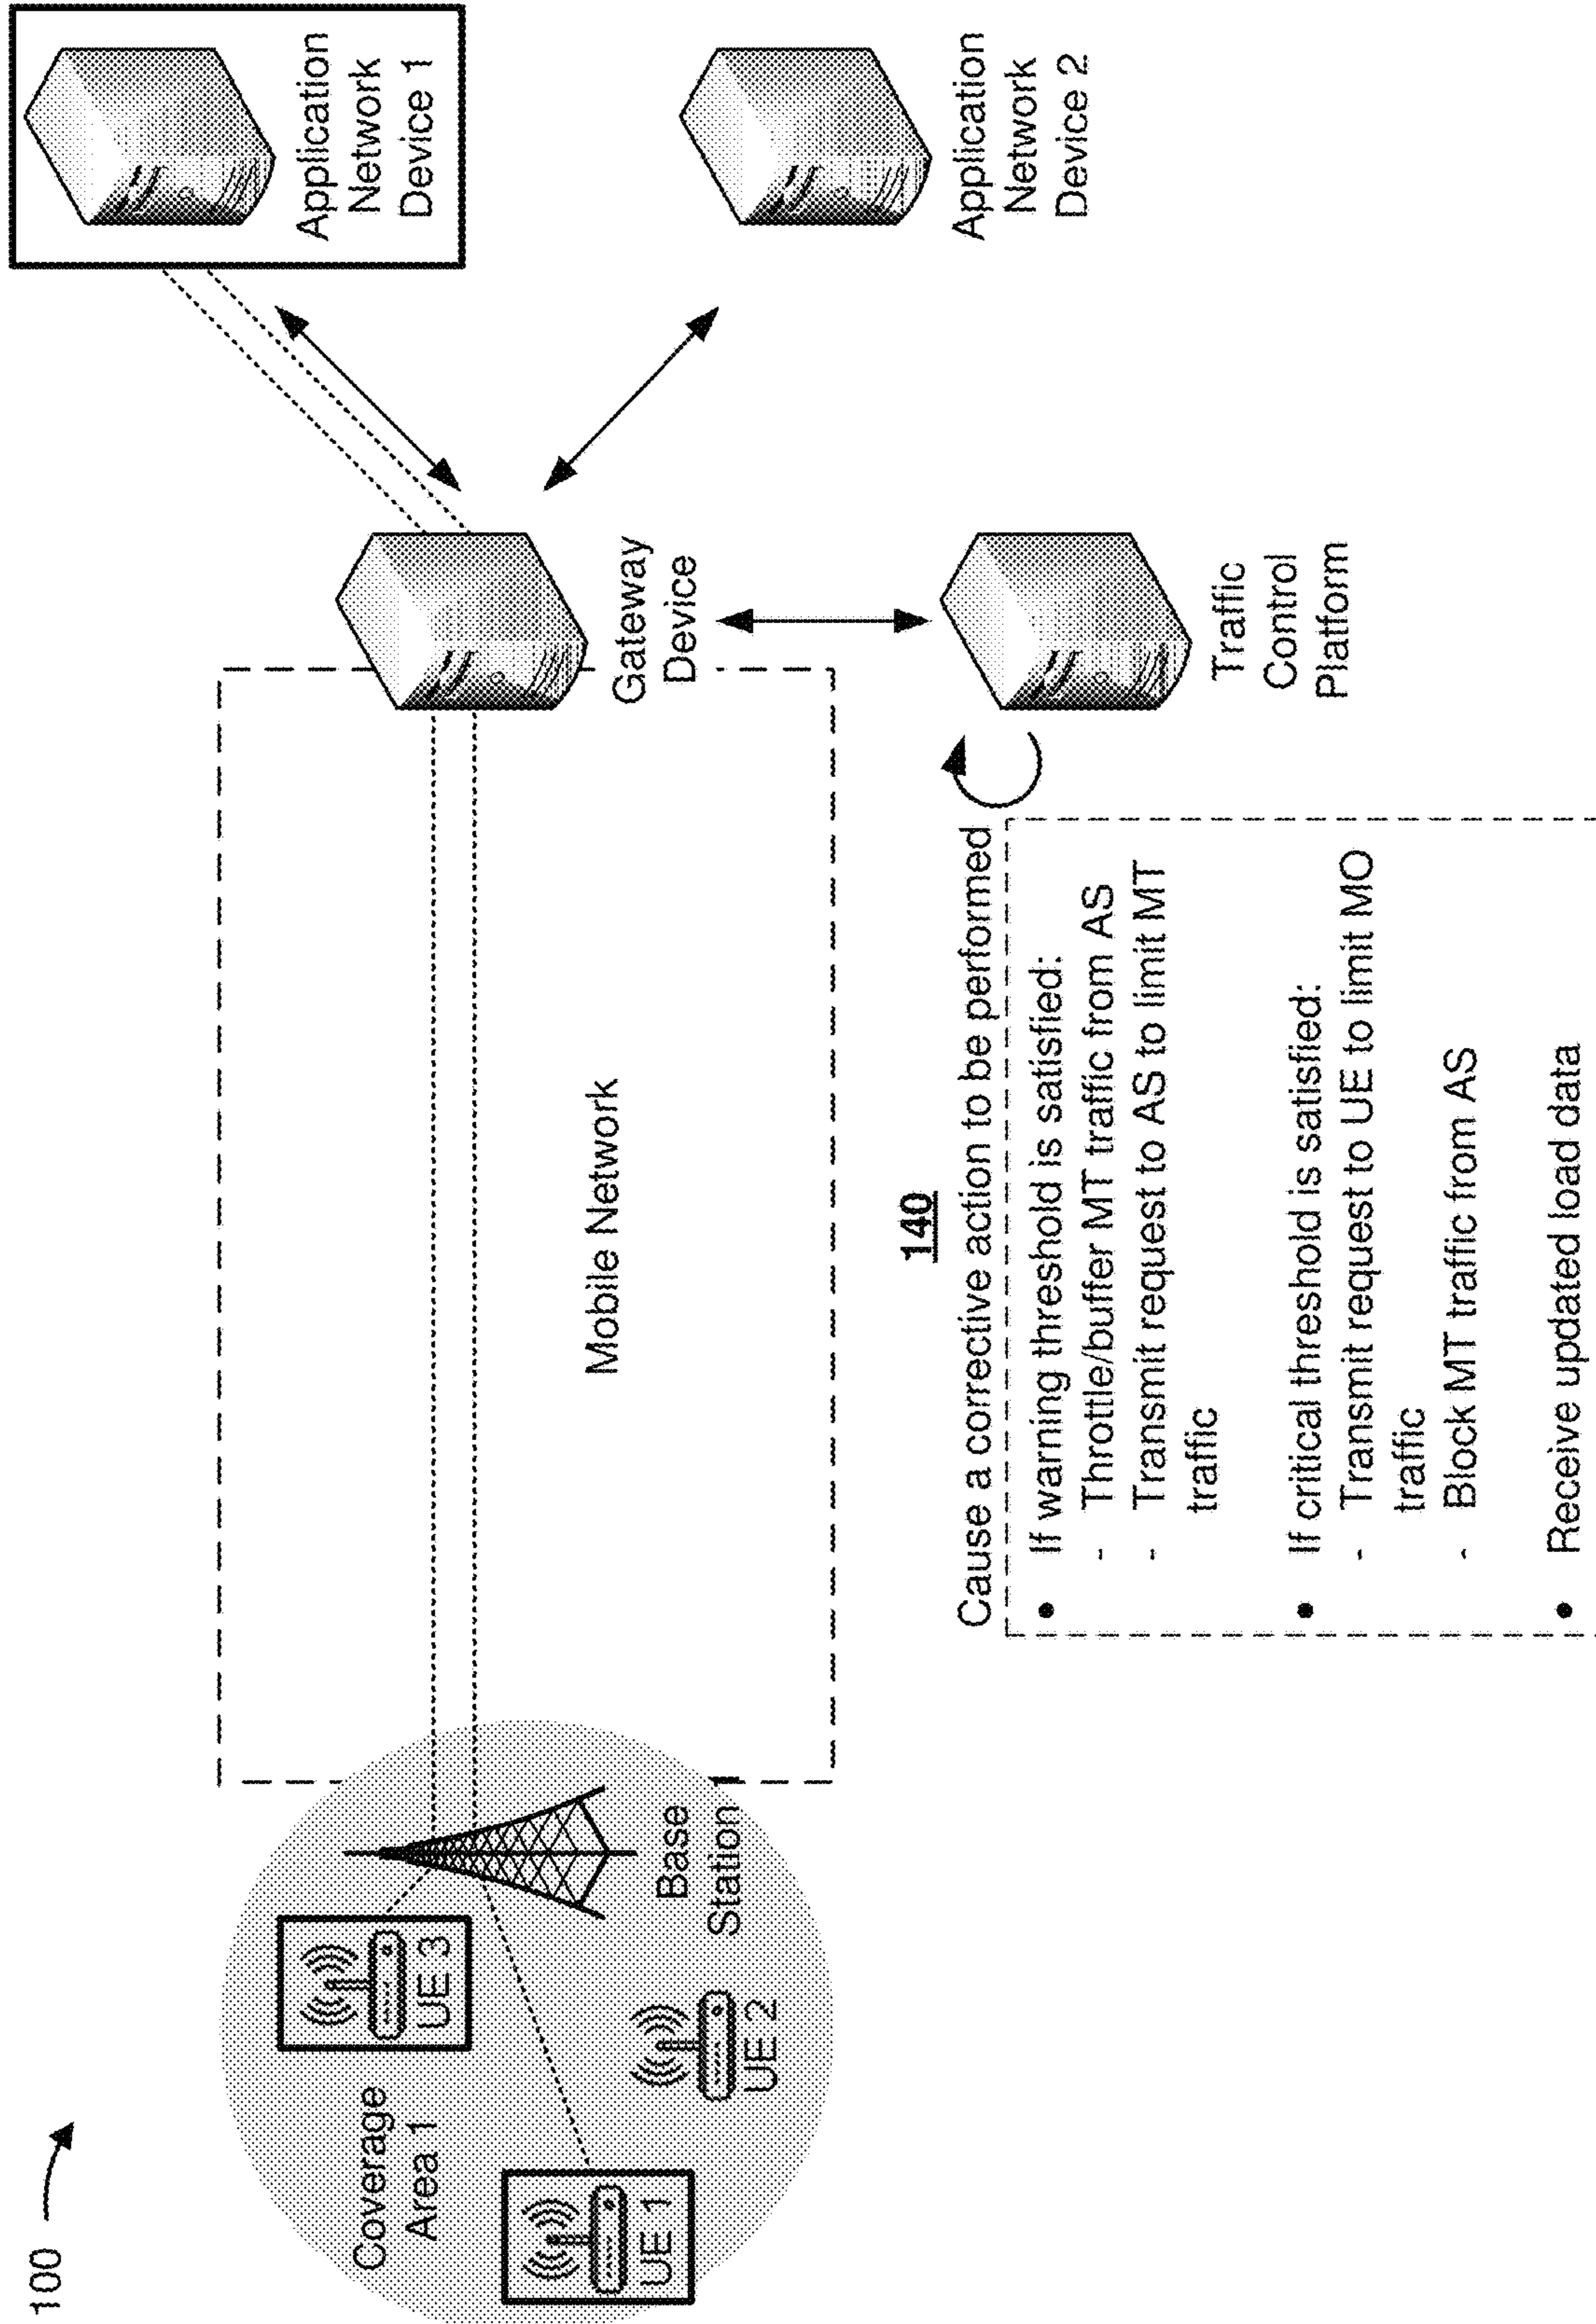 100
Coverage
Area 1
UE 3
UE 1
UE 2
Base
Station
Mobile Network
Gateway
Device
Application
Network
Device 1
Application
Network
Device 2
Traffic
Control
Platform
140
Cause a corrective action to be performed
• If warning threshold is satisfied:
- Throttle/buffer MT traffic from AS
- Transmit request to AS to limit MT
traffic
• If critical threshold is satisfied:
- Transmit request to UE to limit MO
traffic
- Block MT traffic from AS
• Receive updated load data